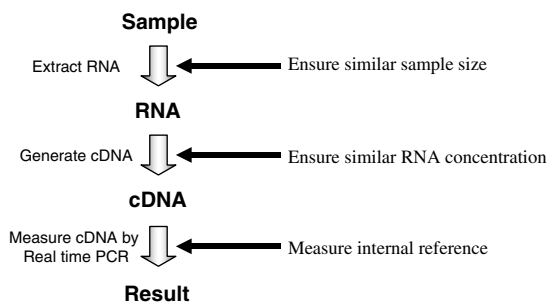 Sample
Extract RNA
Ensure similar sample size
RNA
Generate cDNA
Ensure similar RNA concentration
cDNA
Measure cDNA by
Real time PCR
Measure internal reference
Result